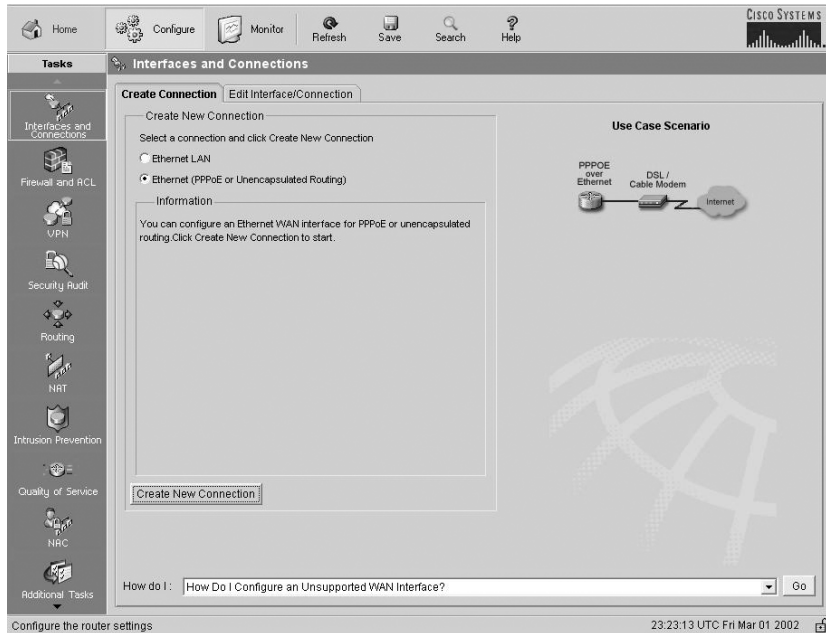 Home
Configure
Monitor
Refresh
Save
Search
Help
CISCO SYSTEMS
Tasks
Interfaces and Connections
Interfaces and
Connections
Firewall and ACL
VPN
Security Audit
Routing
NAT
Intrusion Prevention
Quality of Service
NAC
Additional Tasks
Create Connection
Edit Interface/Connection
Create New Connection
Select a connection and click Create New Connection
Ethernet LAN
Ethernet (PPPoE or Unencapsulated Routing)
Information
You can configure an Ethernet WAN interface for PPPoE or unencapsulated
routing.Click Create New Connection to start.
Create New Connection
Use Case Scenario
PPPOE
over
Ethernet
DSL /
Cable Modem
Internet
How do I :
How Do I Configure an Unsupported WAN Interface?
Go
Configure the router settings
23:23:13 UTC Fri Mar 01 2002